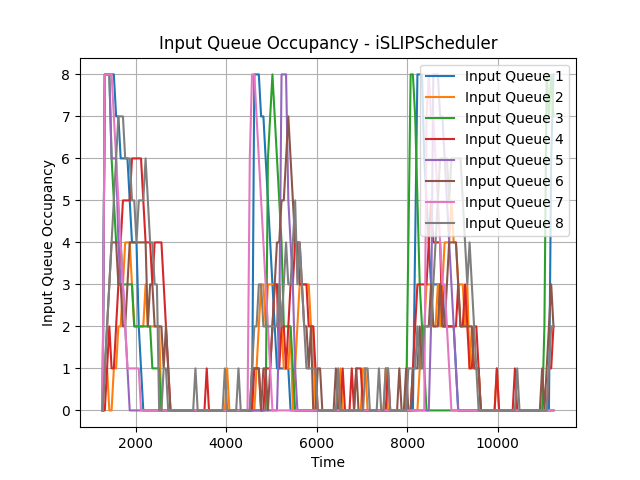 Input Queue Occupancy - iSLIPScheduler
Input Queue Occupancy
8
7
6
5
4
3
2
1
0
Input Queue 1
Input Queue 2
Input Queue 3
Input Queue 4
Input Queue 5
Input Queue 6
Input Queue 7
Input Queue 8
2000 4000 6000 8000 10000
Time